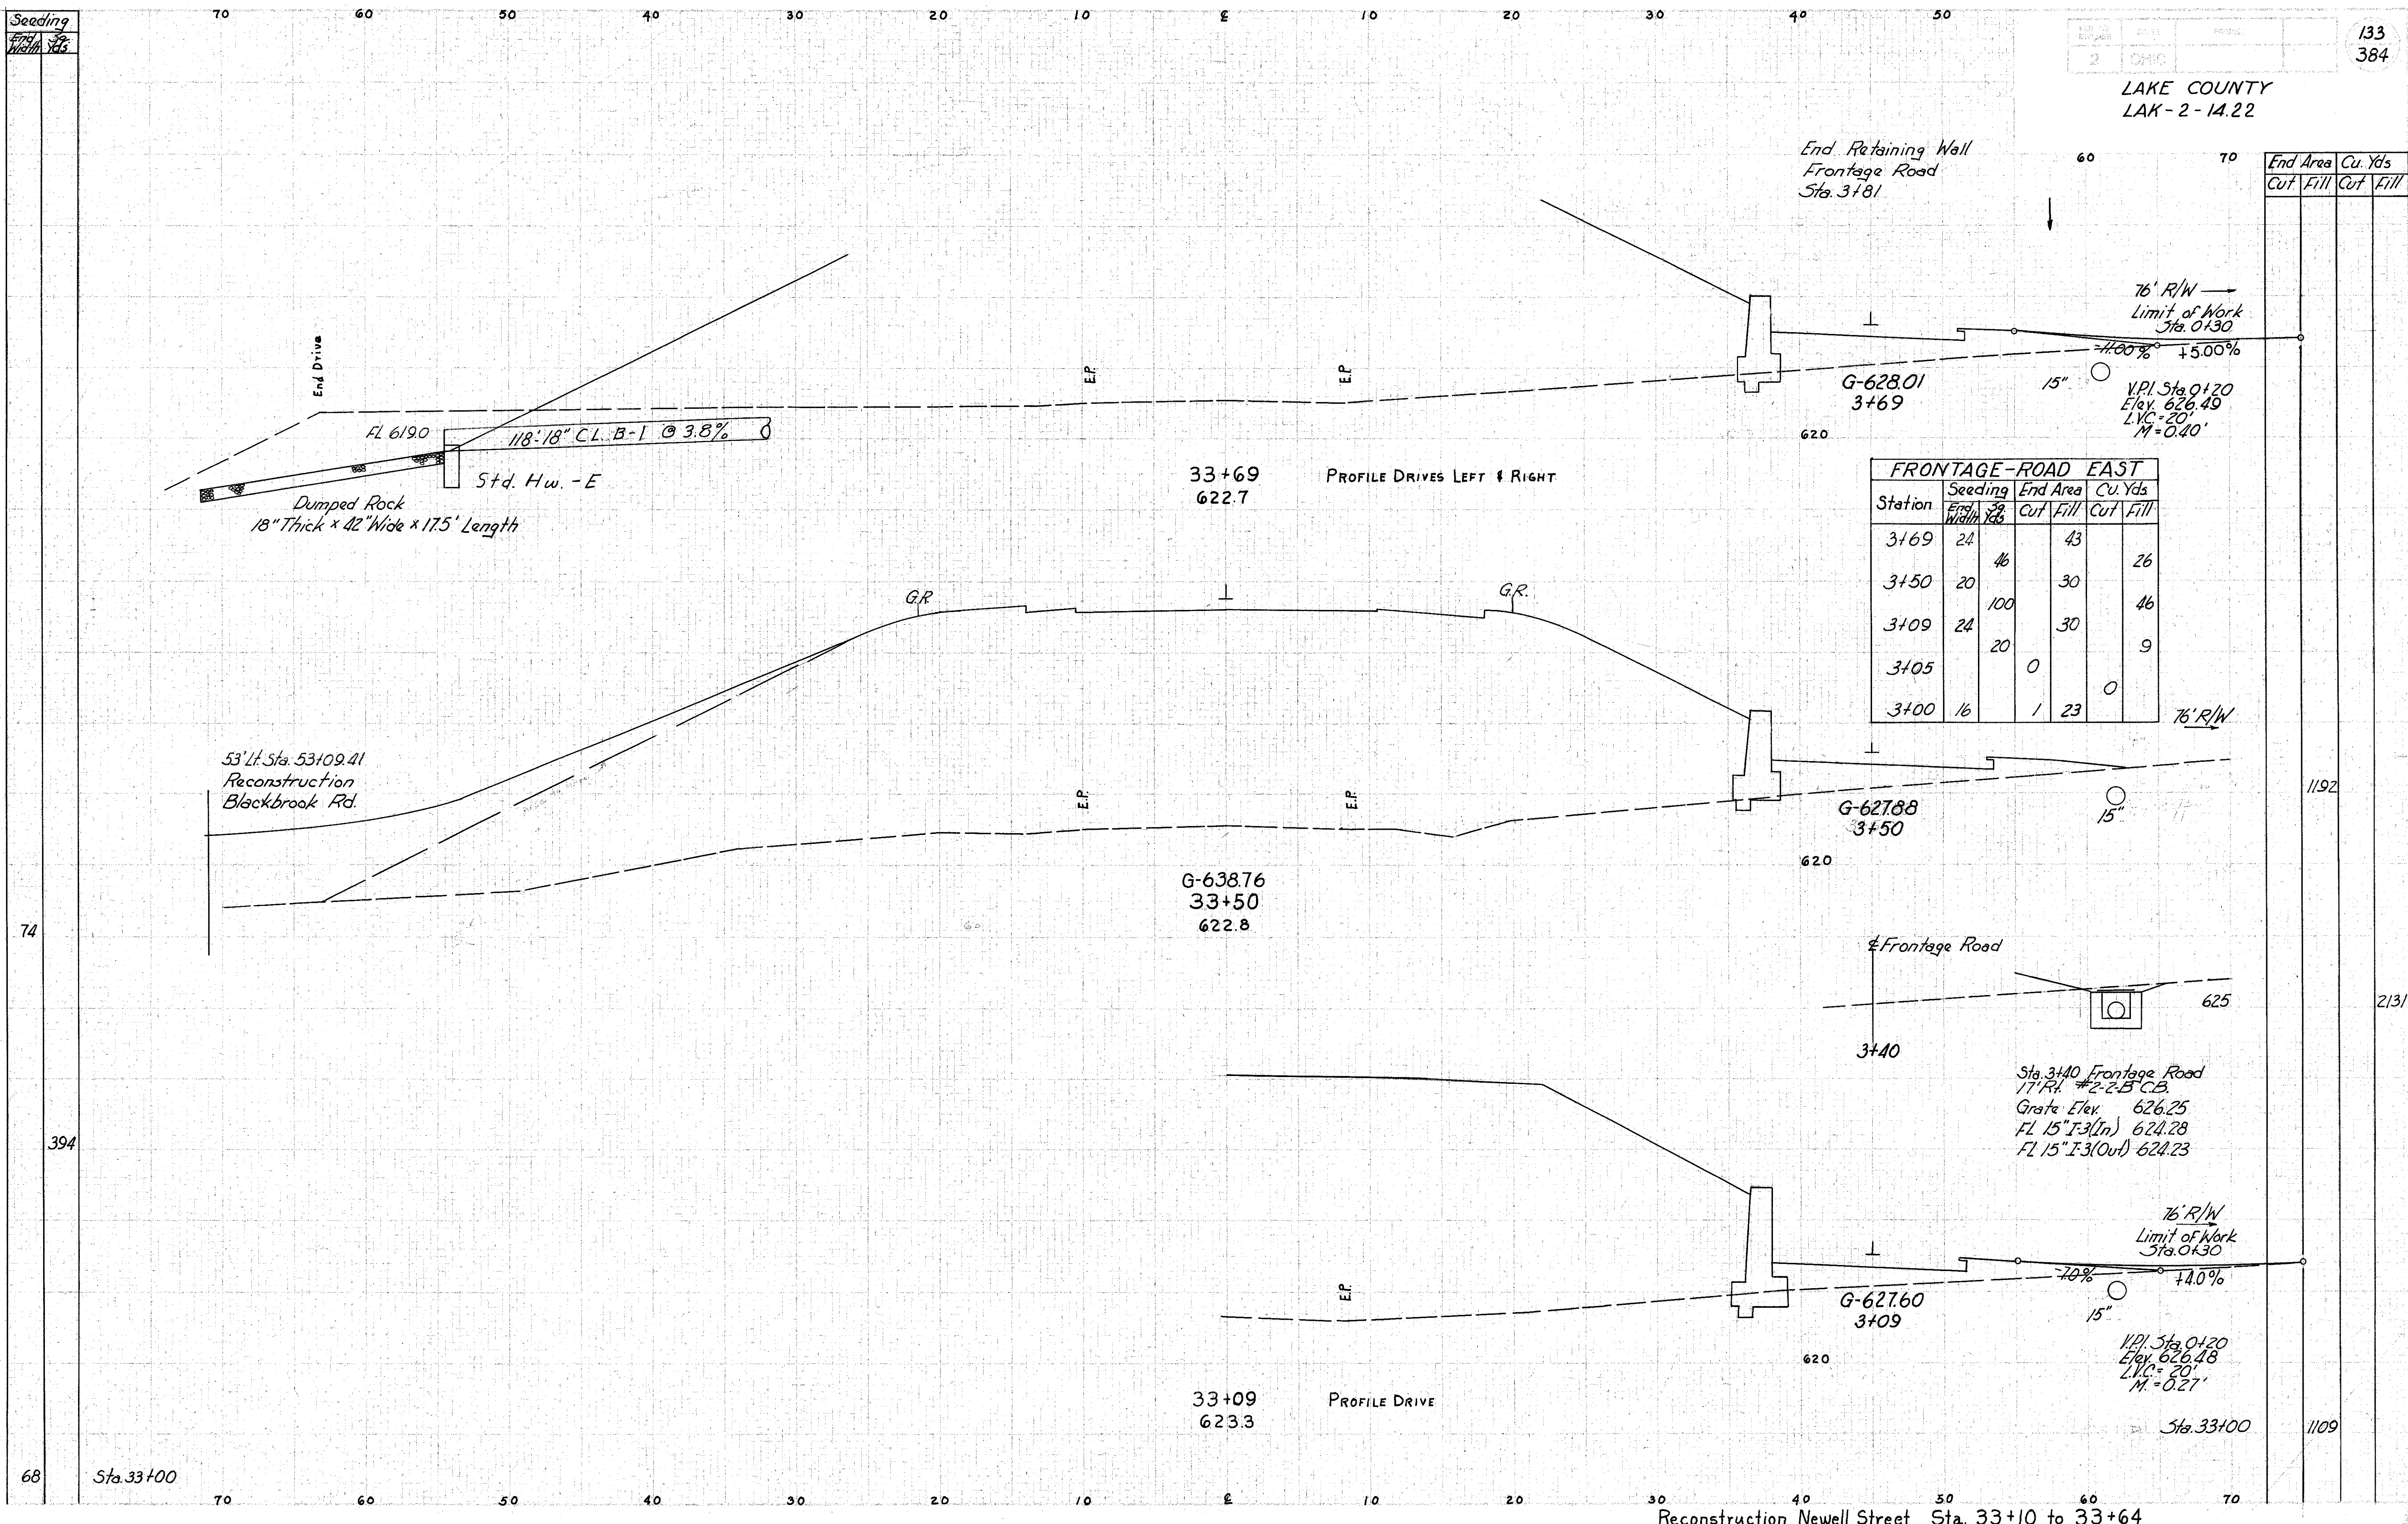 Seeding
End Width Sq. Yds
70 60 50 40 30 20 10 ℄ 10 20 30 40 50
2 OHIO
133
384
LAKE COUNTY
LAK-2-14.22
60 70
End Area Cu. Yds
Cut Fill Cut Fill
End Retaining Wall
Frontage Road
Sta. 3+81
76' R/W
Limit of Work
Sta. 0+30
-11.00% +5.00%
End Drive
E.P.
E.P.
G-628.01
3+69
15"
V.P.I. Sta. 0+20
Elev. 626.49
L.V.C.=20'
M=0.40'
620
FL 619.0
118'-18" C.L. B-1 @ 3.8%
Std. Hw.-E
Dumped Rock
18" Thick x 42" Wide x 17.5' Length
33+69
622.7
PROFILE DRIVES LEFT & RIGHT
FRONTAGE-ROAD EAST
Station Seeding End Area Cu. Yds
End Width Sq. Yds Cut Fill Cut Fill
3+69 24 43
46 26
3+50 20 30
100 46
3+09 24 30
20 9
3+05 0
0
3+00 16 1 23
76' R/W
G.R.
G.R.
53' Lt. Sta. 53+09.41
Reconstruction
Blackbrook Rd.
E.P.
E.P.
G-627.88
3+50
15"
1192
620
G-638.76
33+50
622.8
74
℄ Frontage Road
625
2131
3+40
Sta. 3+40 Frontage Road
17' Rt. #2-2-B C.B.
Grate Elev. 626.25
FL 15" I-3(In) 624.28
FL 15" I-3(Out) 624.23
394
76' R/W
Limit of Work
Sta. 0+30
-7.0% +4.0%
E.P.
G-627.60
3+09
15"
V.P.I. Sta. 0+20
Elev. 626.48
L.V.C.= 20'
M.=0.27'
620
33+09
623.3
PROFILE DRIVE
Sta. 33+00
1109
68
Sta. 33+00
70 60 50 40 30 20 10 ℄ 10 20 30 40 50 60 70
Reconstruction Newell Street Sta. 33+10 to 33+64